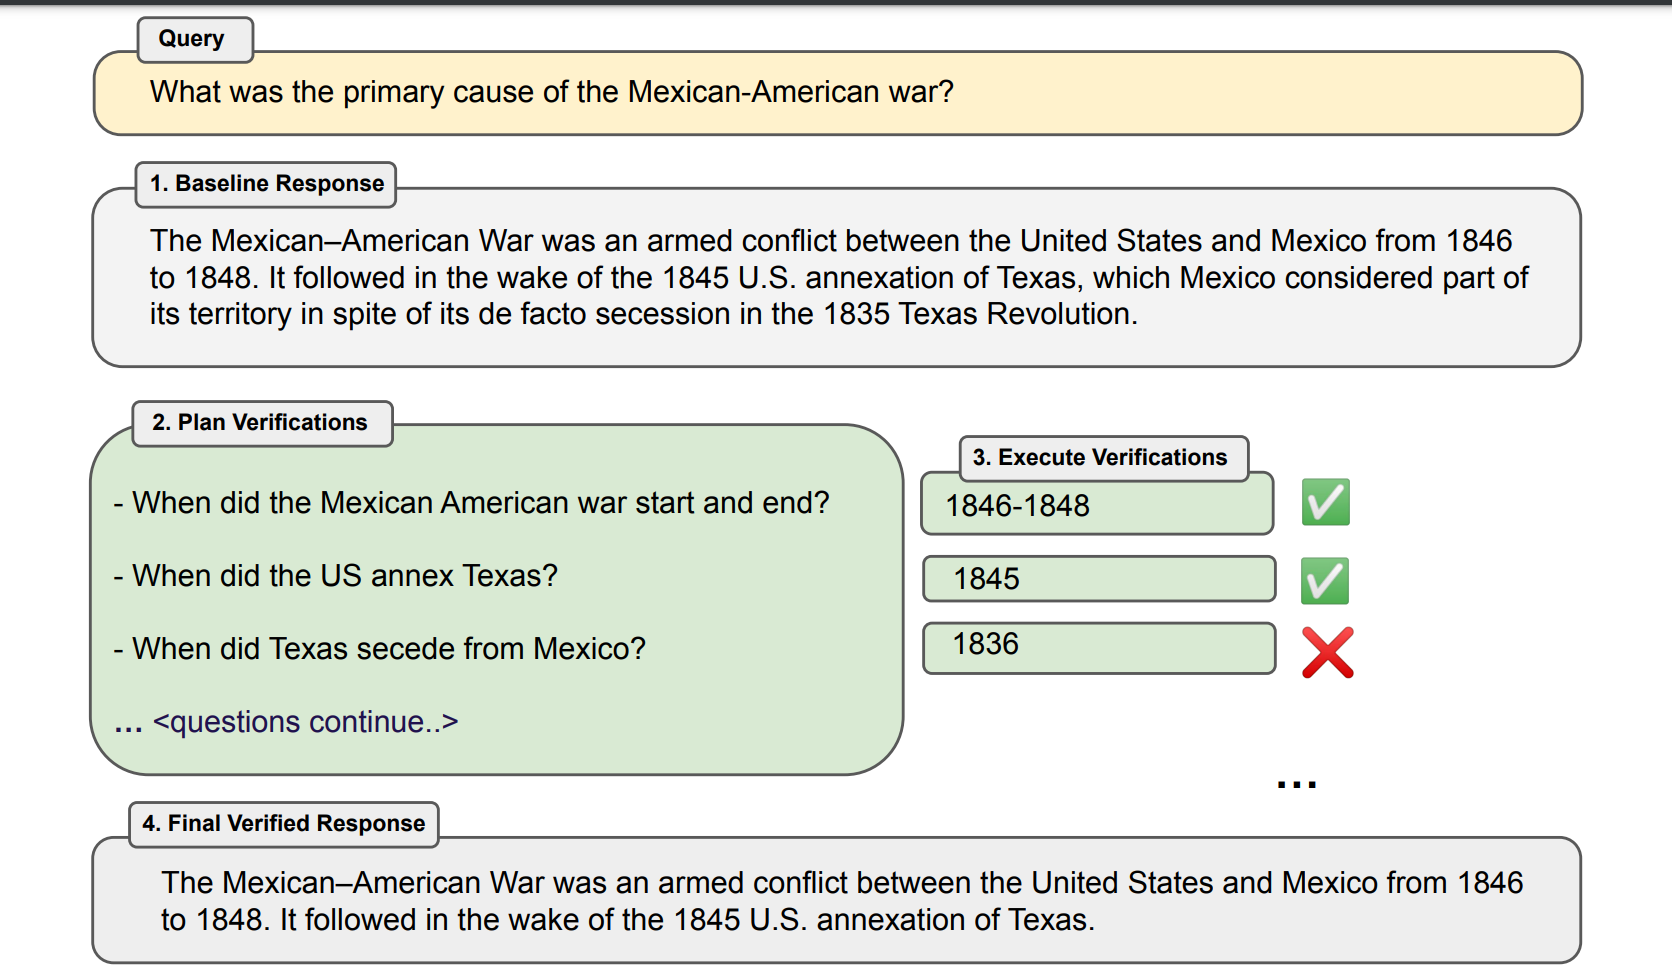 Query
What was the primary cause of the Mexican-American war?
1. Baseline Response
The Mexican–American War was an armed conflict between the United States and Mexico from 1846
to 1848. It followed in the wake of the 1845 U.S. annexation of Texas, which Mexico considered part of
its territory in spite of its de facto secession in the 1835 Texas Revolution.
2. Plan Verifications
- When did the Mexican American war start and end?
- When did the US annex Texas?
- When did Texas secede from Mexico?
... <questions continue..>
3. Execute Verifications
1846-1848
1845
1836
...
4. Final Verified Response
The Mexican–American War was an armed conflict between the United States and Mexico from 1846
to 1848. It followed in the wake of the 1845 U.S. annexation of Texas.